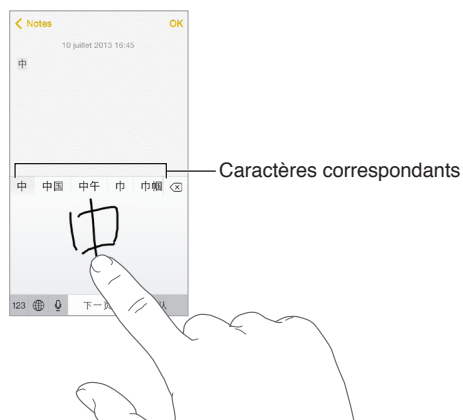 Notes OK
10 juillet 2013 16:45
中
Caractères correspondants
中 中国 中午 巾 巾帼
中
123 下一